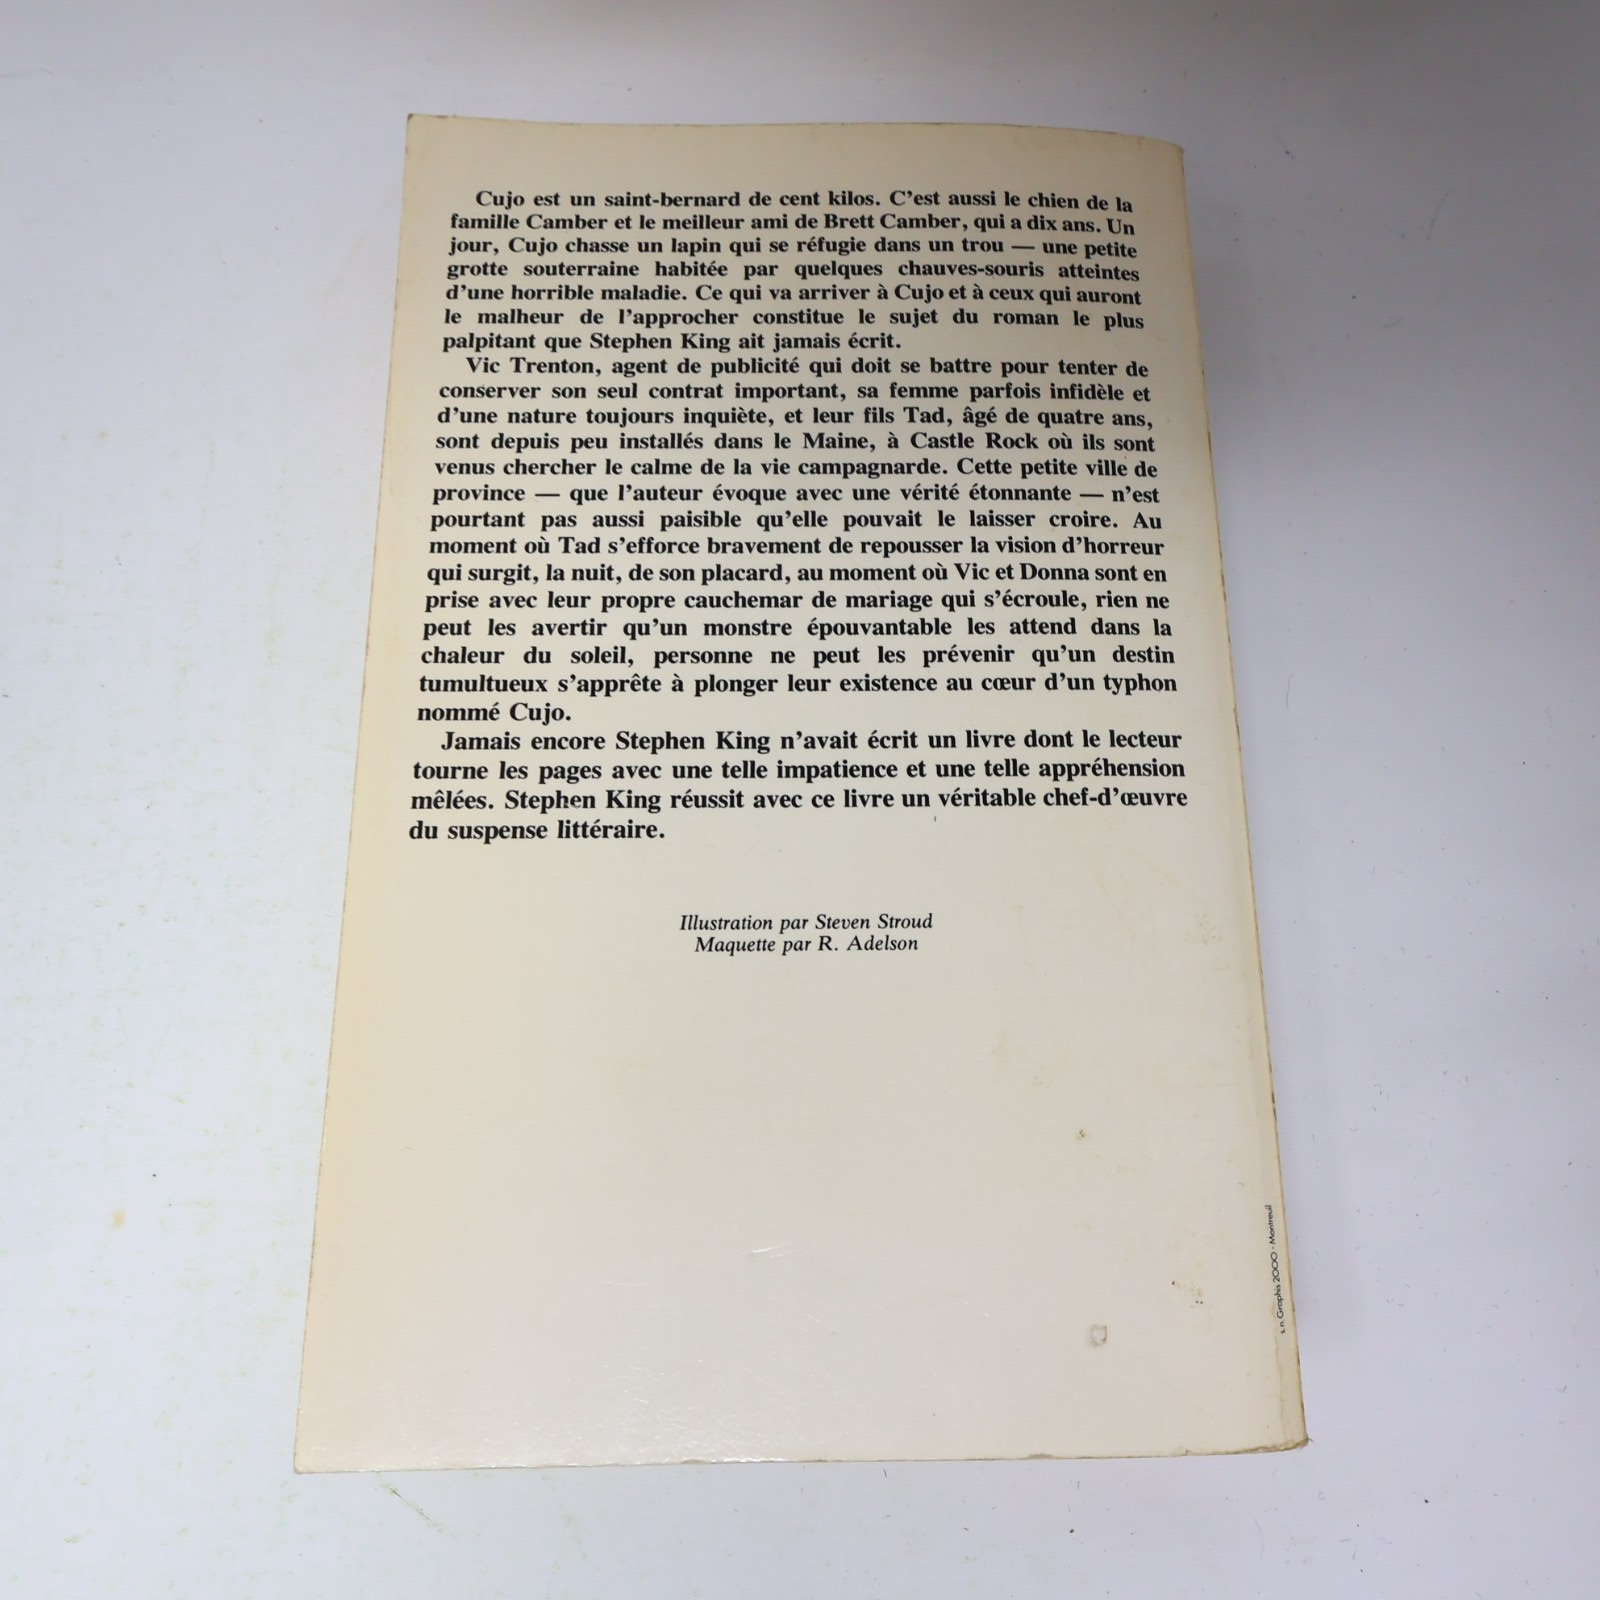 Cujo est un saint-bernard de cent kilos. C'est aussi le chien de la
famille Camber et le meilleur ami de Brett Camber, qui a dix ans. Un
jour, Cujo chasse un lapin qui se réfugie dans un trou — une petite
grotte souterraine habitée par quelques chauves-souris atteintes
d'une horrible maladie. Ce qui va arriver à Cujo et à ceux qui auront
le malheur de l'approcher constitue le sujet du roman le plus
palpitant que Stephen King ait jamais écrit.
Vic Trenton, agent de publicité qui doit se battre pour tenter de
conserver son seul contrat important, sa femme parfois infidèle et
d'une nature toujours inquiète, et leur fils Tad, âgé de quatre ans,
sont depuis peu installés dans le Maine, à Castle Rock où ils sont
venus chercher le calme de la vie campagnarde. Cette petite ville de
province — que l'auteur évoque avec une vérité étonnante — n'est
pourtant pas aussi paisible qu'elle pouvait le laisser croire. Au
moment où Tad s'efforce bravement de repousser la vision d'horreur
qui surgit, la nuit, de son placard, au moment où Vic et Donna sont en
prise avec leur propre cauchemar de mariage qui s'écroule, rien ne
peut les avertir qu'un monstre épouvantable les attend dans la
chaleur du soleil, personne ne peut les prévenir qu'un destin
tumultueux s'apprête à plonger leur existence au cœur d'un typhon
nommé Cujo.
Jamais encore Stephen King n'avait écrit un livre dont le lecteur
tourne les pages avec une telle impatience et une telle appréhension
mêlées. Stephen King réussit avec ce livre un véritable chef-d'œuvre
du suspense littéraire.
Illustration par Steven Stroud
Maquette par R. Adelson
s.n. Graphis 2000 - Montreuil